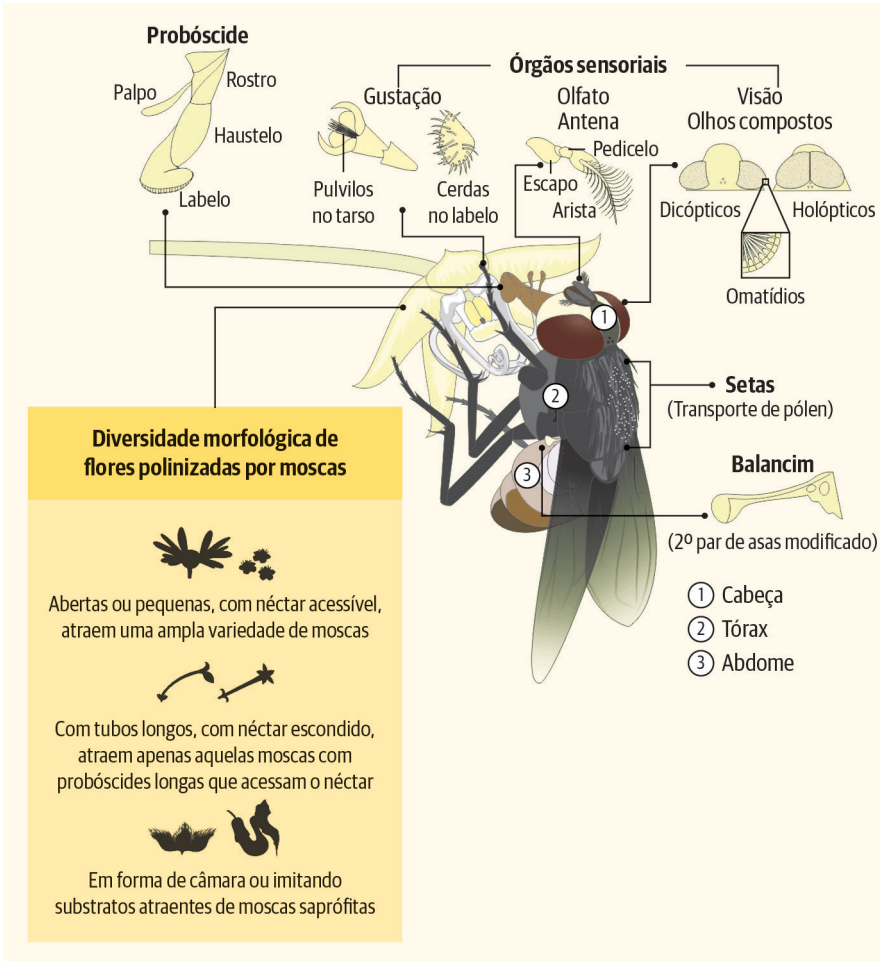 Probóscide
Palpo
Rostro
Haustelo
Labelo
Órgãos sensoriais
Gustação
Pulvilos
no tarso
Cerdas
no labelo
Olfato
Antena
Pedicelo
Escapo
Arista
Visão
Olhos compostos
Dicópticos
Holópticos
Omatídios
1
2
3
Setas
(Transporte de pólen)
Balancim
(2º par de asas modificado)
1 Cabeça
2 Tórax
3 Abdome
Diversidade morfológica de
flores polinizadas por moscas
Abertas ou pequenas, com néctar acessível,
atraem uma ampla variedade de moscas
Com tubos longos, com néctar escondido,
atraem apenas aquelas moscas com
probóscides longas que acessam o néctar
Em forma de câmara ou imitando
substratos atraentes de moscas saprófitas